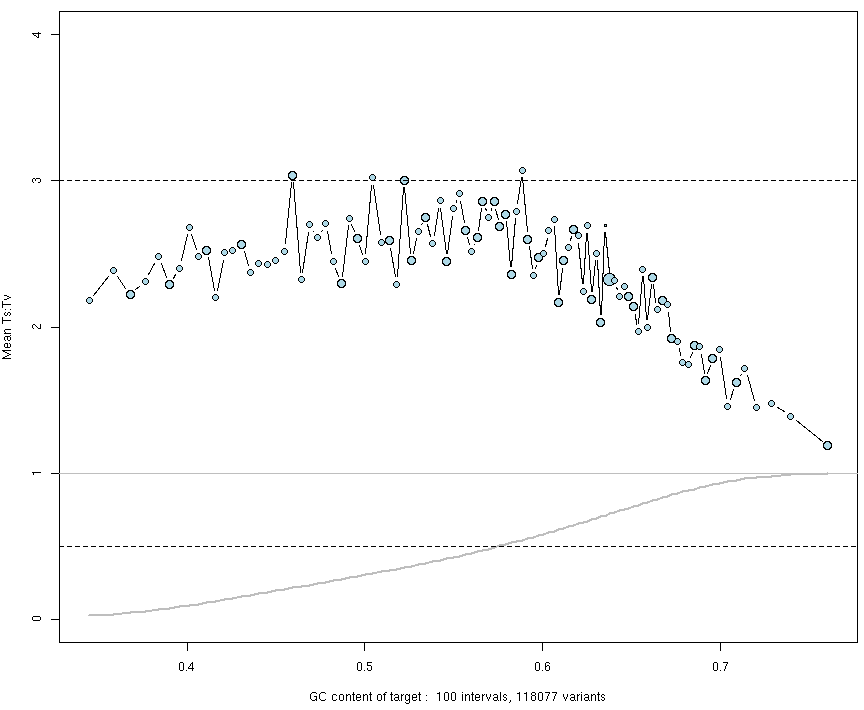 4
3
2
1
0
Mean Ts:Tv
0.4 0.5 0.6 0.7
GC content of target : 100 intervals, 118077 variants